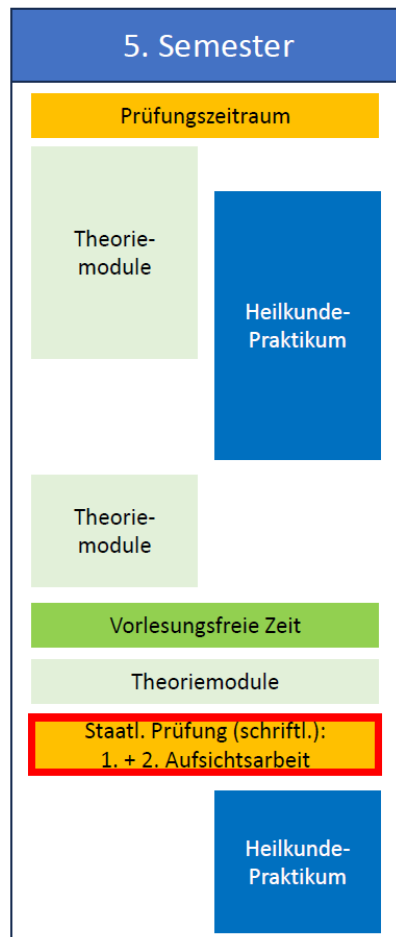 5. Semester
Prüfungszeitraum
Theorie-
module
Heilkunde-
Praktikum
Theorie-
module
Vorlesungsfreie Zeit
Theoriemodule
Staatl. Prüfung (schriftl.):
1. + 2. Aufsichtsarbeit
Heilkunde-
Praktikum